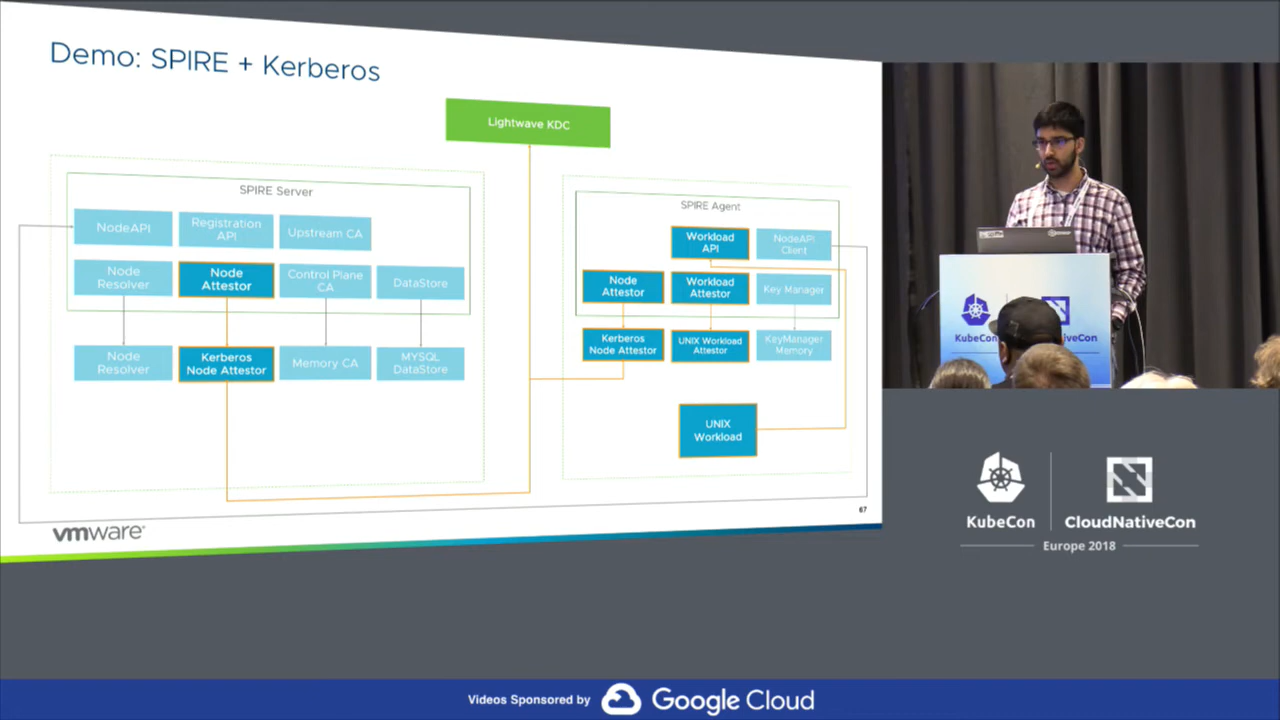 Demo: SPIRE + Kerberos
Lightwave KDC
SPIRE Server
NodeAPI
Registration
API
Upstream CA
Node
Resolver
Node
Attestor
Control Plane
CA
DataStore
Node
Resolver
Kerberos
Node Attestor
Memory CA
MYSQL
DataStore
SPIRE Agent
Workload
API
NodeAPI
Client
Node
Attestor
Workload
Attestor
Key Manager
Kerberos
Node Attestor
UNIX Workload
Attestor
KeyManager
Memory
UNIX
Workload
67
vmware®
KubeCon
KubeCon
CloudNativeCon
Europe 2018
Videos Sponsored by
Google Cloud